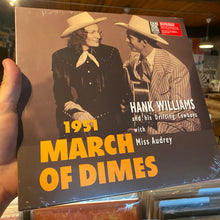 HANK WILLIAMS
and his Drifting Cowboys
with
Miss Audrey
1951
MARCH
OF DIMES